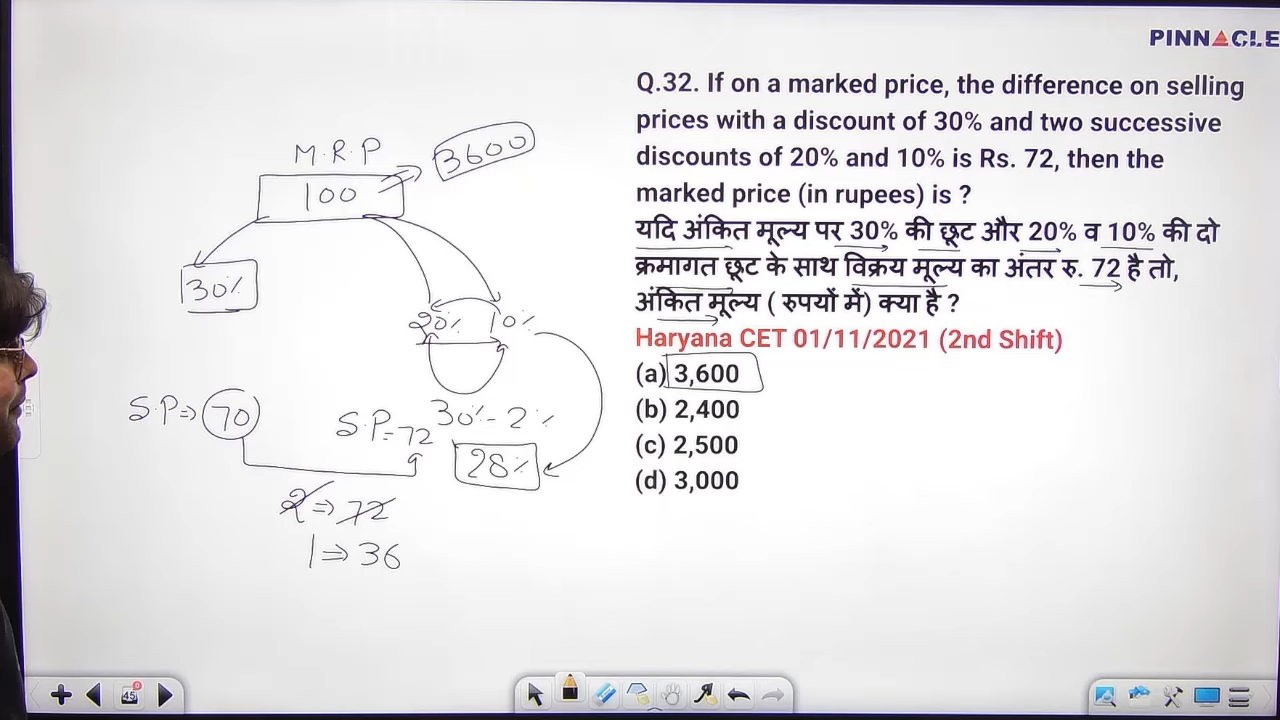 PINNACLE
Q.32. If on a marked price, the difference on selling
prices with a discount of 30% and two successive
discounts of 20% and 10% is Rs. 72, then the
marked price (in rupees) is ?
यदि अंकित मूल्य पर 30% की छूट और 20% व 10% की दो
क्रमागत छूट के साथ विक्रय मूल्य का अंतर रु. 72 है तो,
अंकित मूल्य ( रुपयों में) क्या है ?
Haryana CET 01/11/2021 (2nd Shift)
(a) 3,600
(b) 2,400
(c) 2,500
(d) 3,000
M.R.P
3600
100
30%
20% 10%
S.P⇒ 70
30% - 2%
S.P=72
28%
2⇒72
1⇒36
45